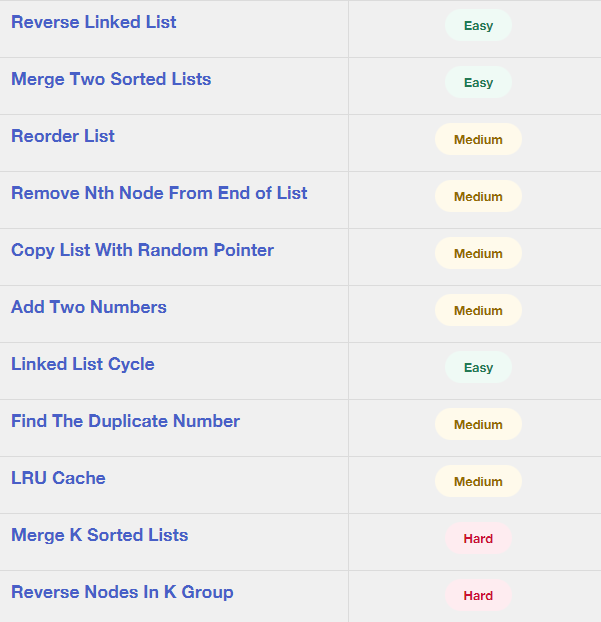 Reverse Linked List Easy
Merge Two Sorted Lists Easy
Reorder List Medium
Remove Nth Node From End of List Medium
Copy List With Random Pointer Medium
Add Two Numbers Medium
Linked List Cycle Easy
Find The Duplicate Number Medium
LRU Cache Medium
Merge K Sorted Lists Hard
Reverse Nodes In K Group Hard